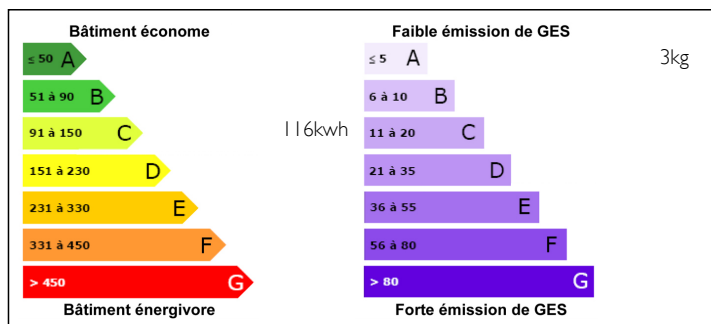 Bâtiment économe
≤ 50 A
51 à 90 B
91 à 150 C
151 à 230 D
231 à 330 E
331 à 450 F
> 450 G
Bâtiment énergivore
116kwh
Faible émission de GES
≤ 5 A
6 à 10 B
11 à 20 C
21 à 35 D
36 à 55 E
56 à 80 F
> 80 G
Forte émission de GES
3kg